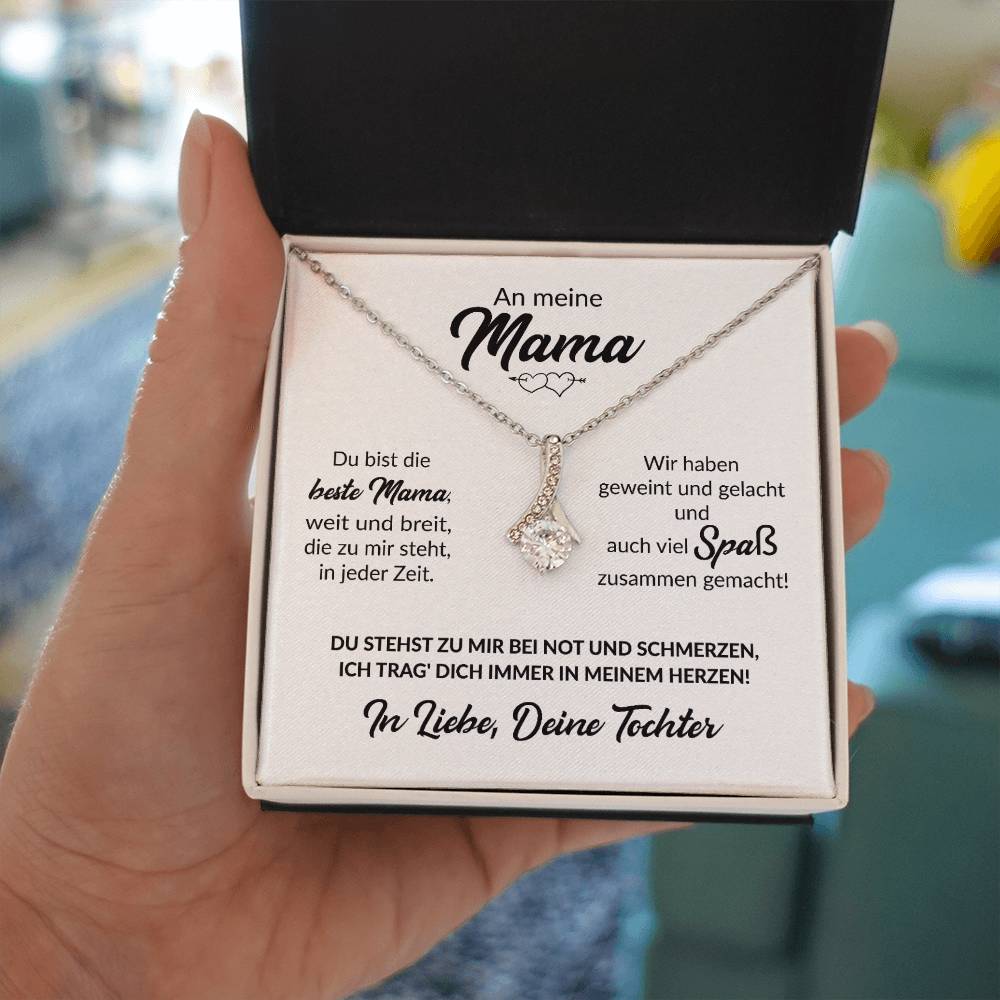 An meine
Mama
Du bist die
beste Mama,
weit und breit,
die zu mir steht,
in jeder Zeit.
Wir haben
geweint und gelacht
und
auch viel Spaß
zusammen gemacht!
DU STEHST ZU MIR BEI NOT UND SCHMERZEN,
ICH TRAG' DICH IMMER IN MEINEM HERZEN!
In Liebe, Deine Tochter